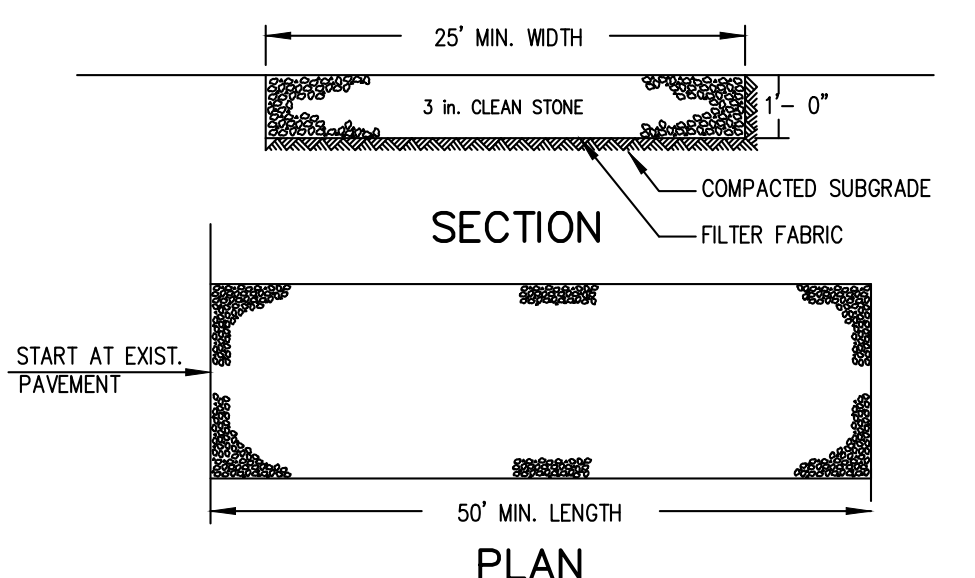 25' MIN. WIDTH
3 in. CLEAN STONE
1'- 0"
COMPACTED SUBGRADE
SECTION
FILTER FABRIC
START AT EXIST.
PAVEMENT
50' MIN. LENGTH
PLAN